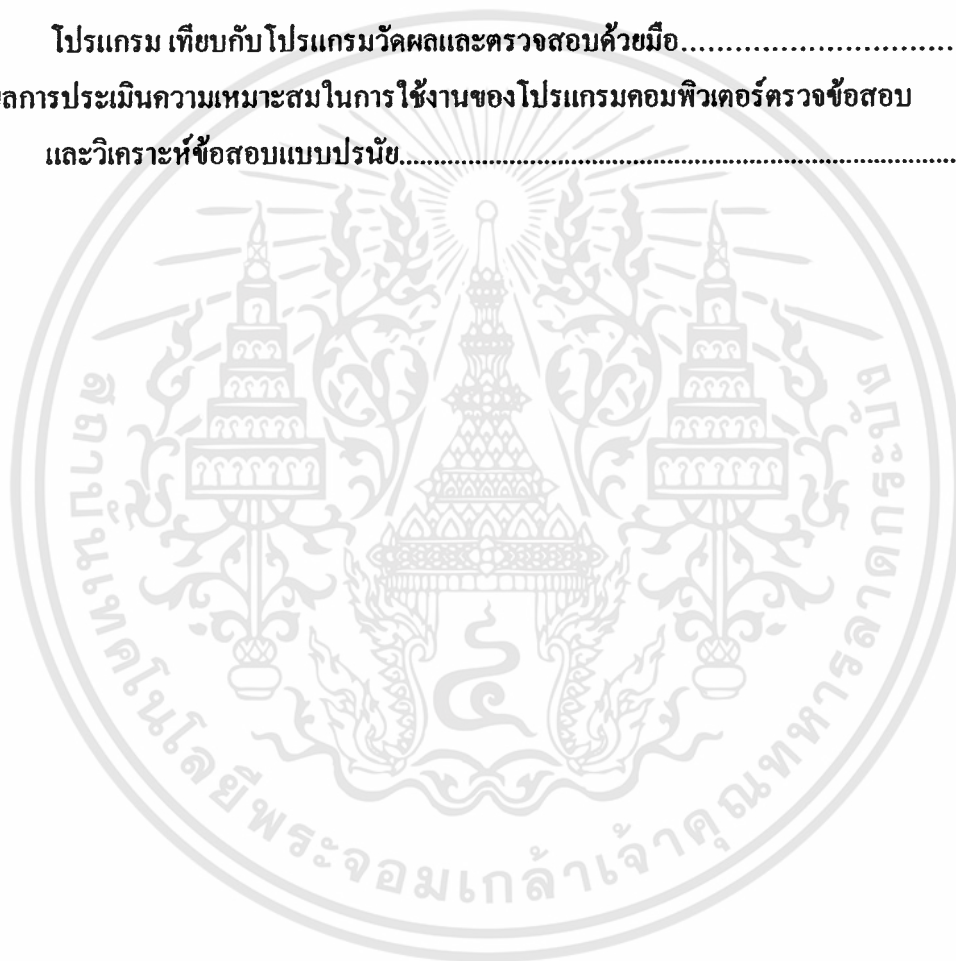 โปรแกรม เทียบกับโปรแกรมวัดผลและตรวจสอบด้วยมือ................................
ลการประเมินความเหมาะสมในการใช้งานของโปรแกรมคอมพิวเตอร์ตรวจข้อสอบ
และวิเคราะห์ข้อสอบแบบปรนัย................................................................................
สถาบันเทคโนโลยีพระจอมเกล้าเจ้าคุณทหารลาดกระบัง